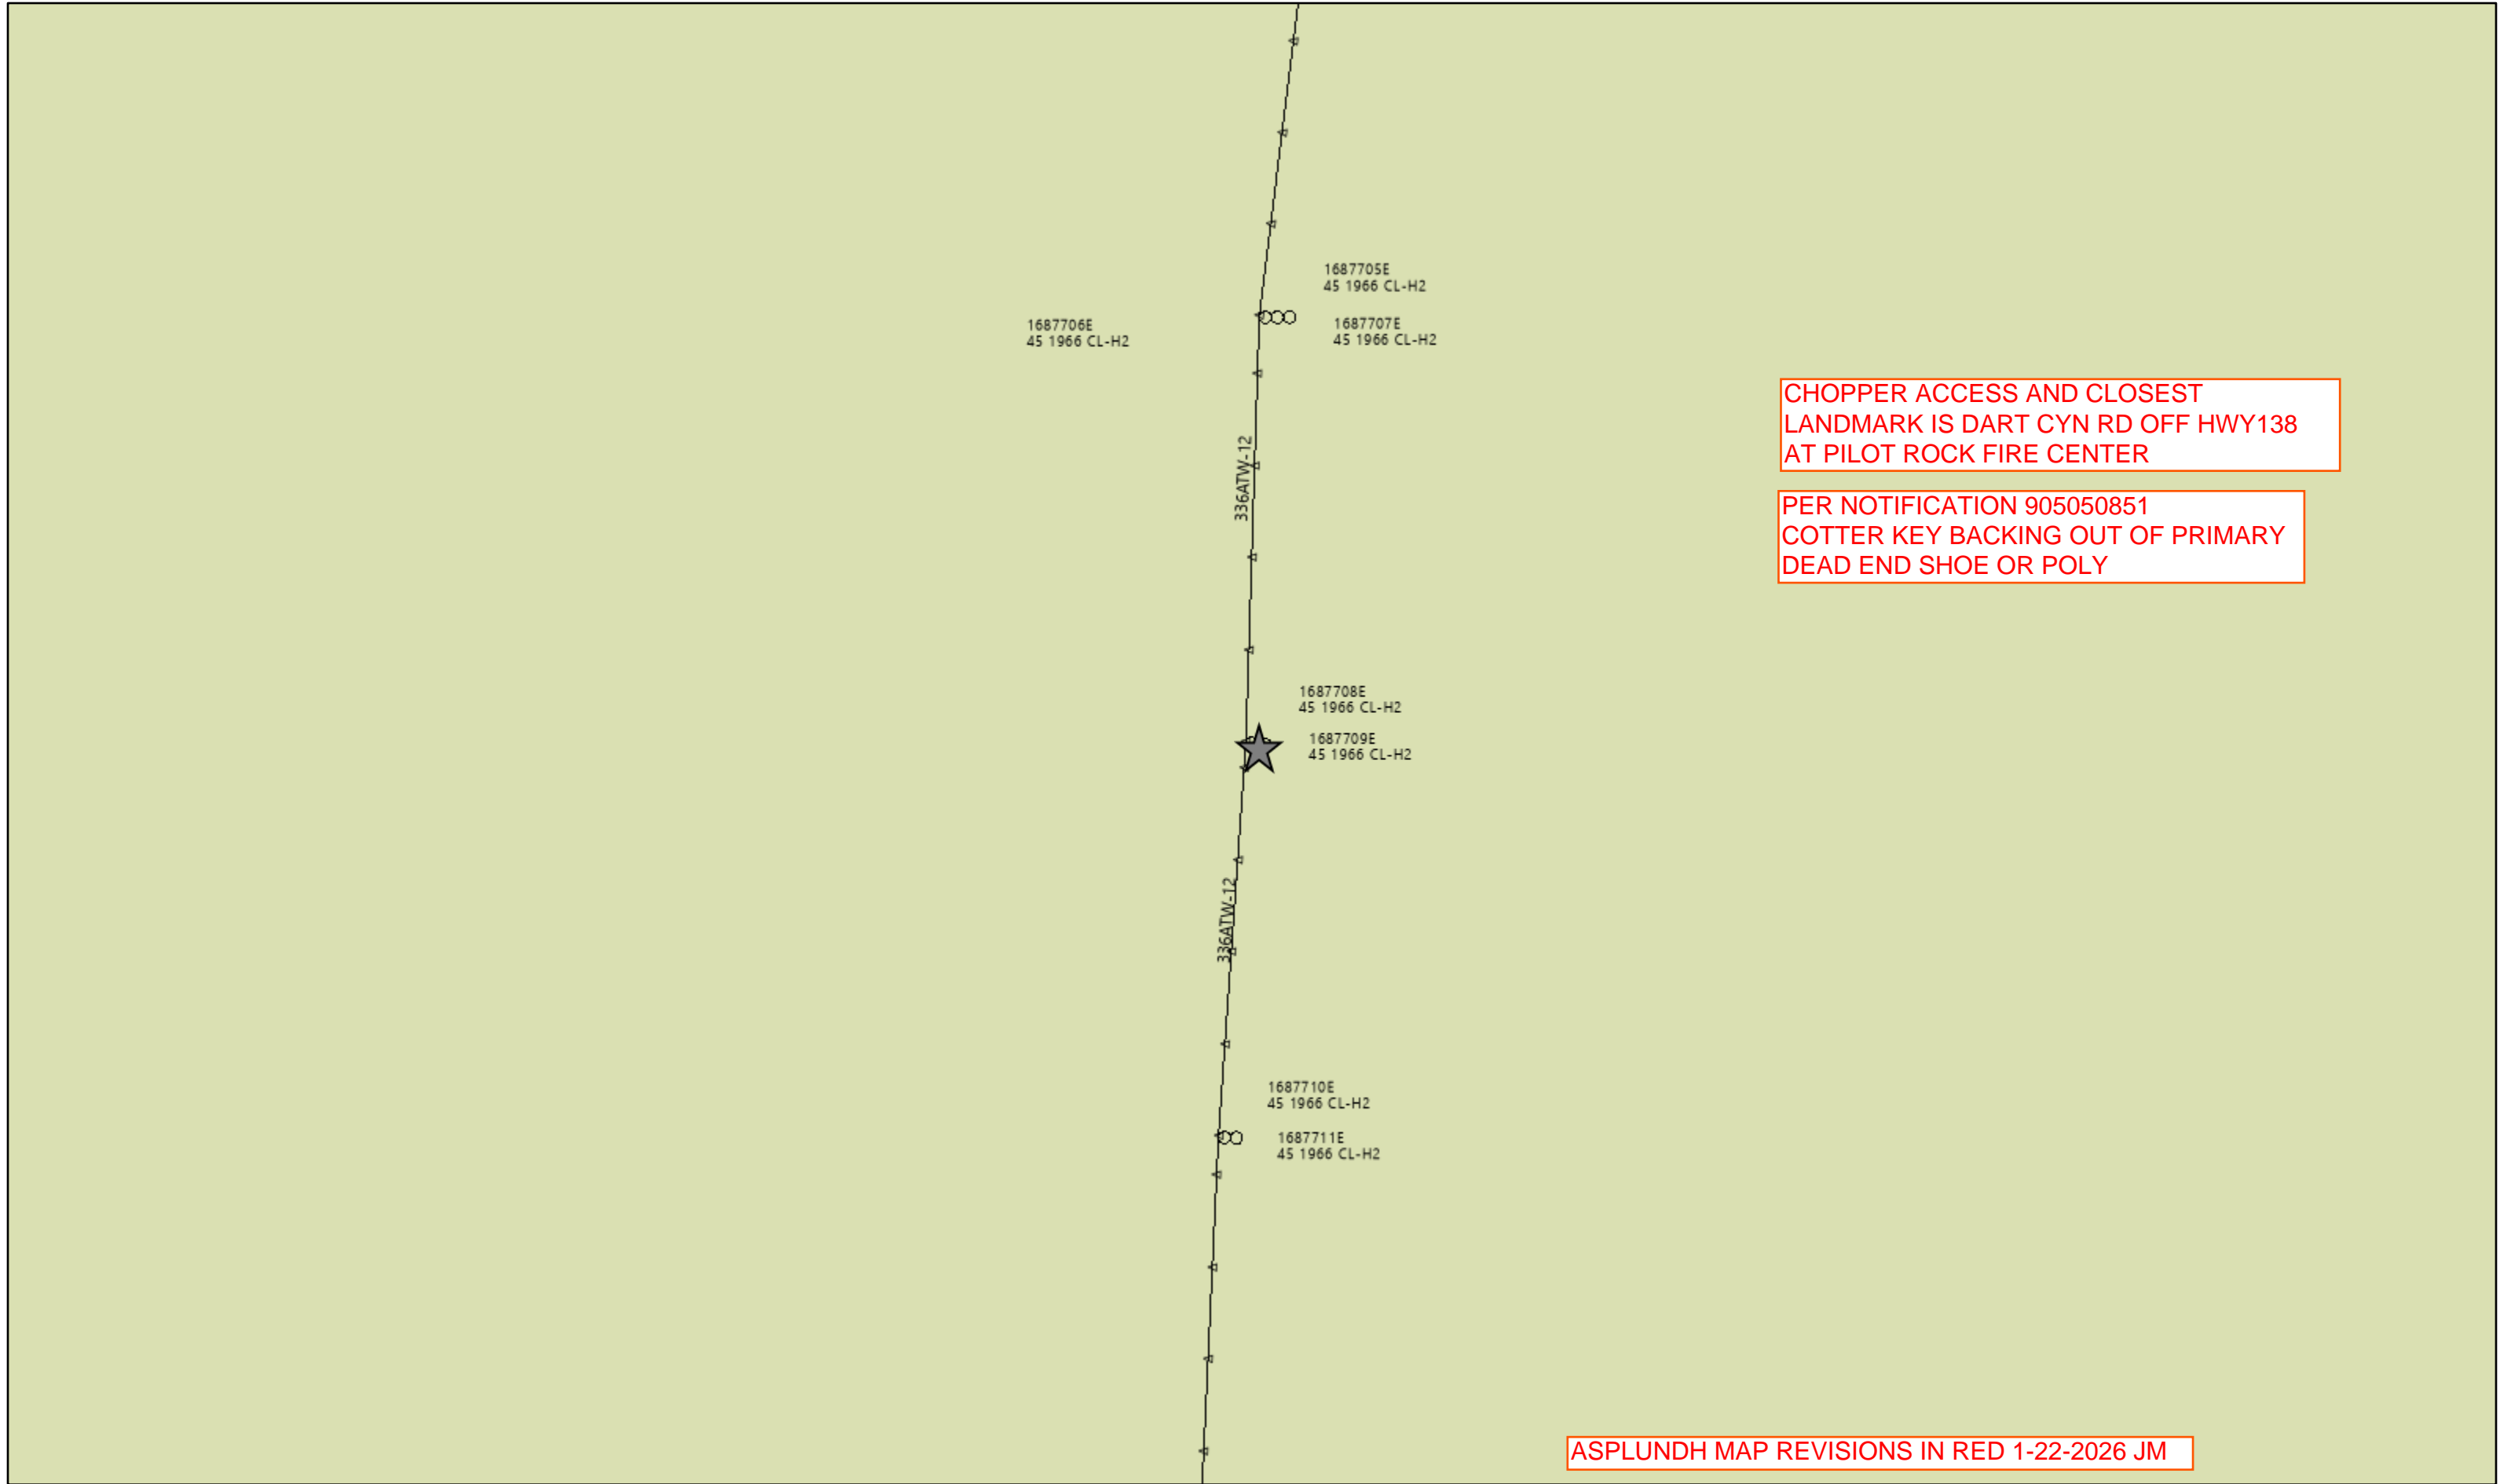 1687705E
45 1966 CL-H2
1687706E
45 1966 CL-H2
1687707E
45 1966 CL-H2
CHOPPER ACCESS AND CLOSEST
LANDMARK IS DART CYN RD OFF HWY138
AT PILOT ROCK FIRE CENTER
336ATW-12
PER NOTIFICATION 905050851
COTTER KEY BACKING OUT OF PRIMARY
DEAD END SHOE OR POLY
1687708E
45 1966 CL-H2
1687709E
45 1966 CL-H2
336ATW-12
1687710E
45 1966 CL-H2
1687711E
45 1966 CL-H2
ASPLUNDH MAP REVISIONS IN RED 1-22-2026 JM